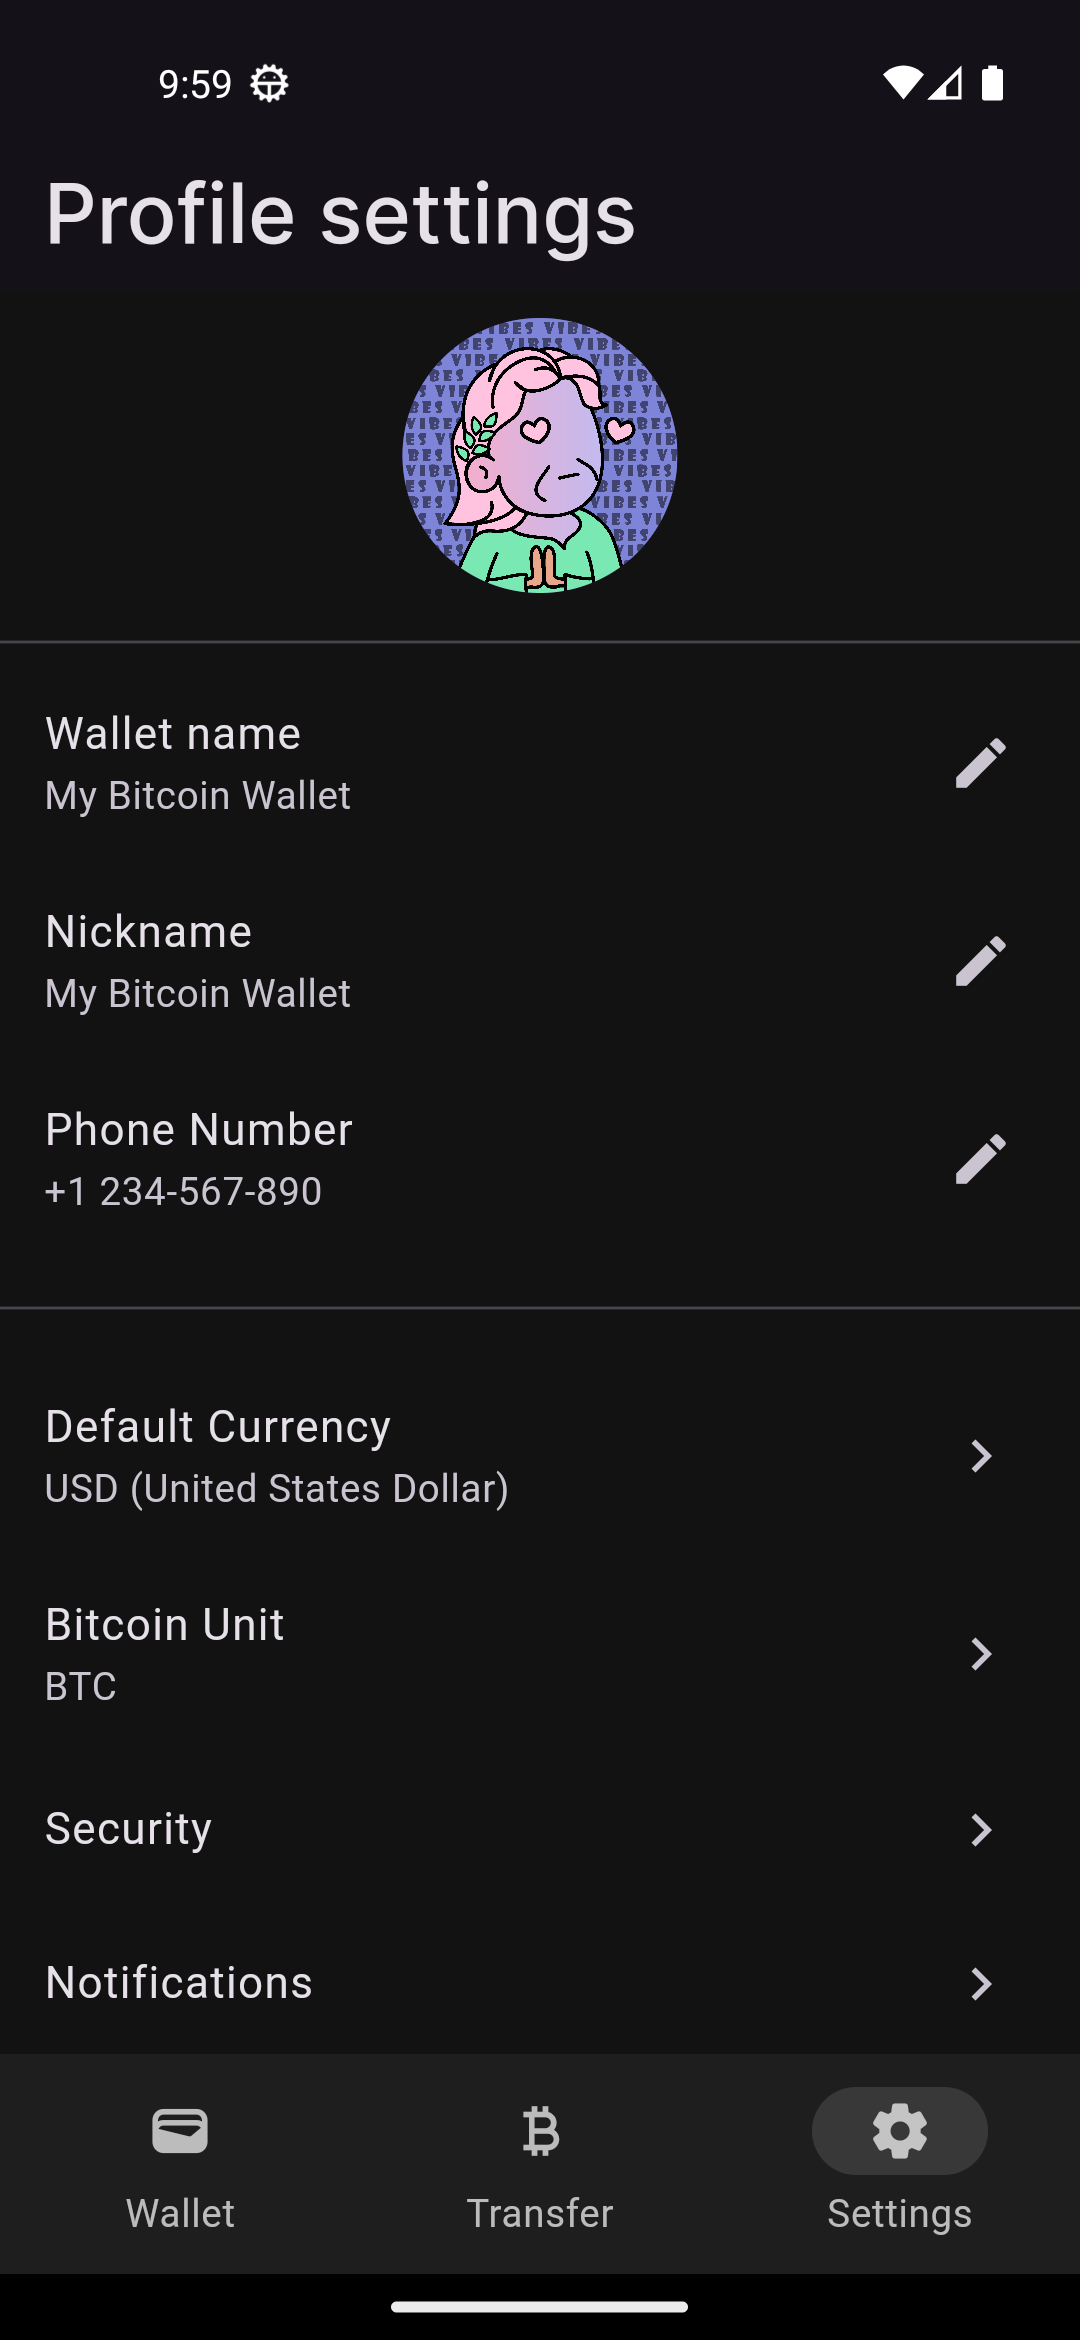 9:59
Profile settings
VIBES VIBES
Wallet name
My Bitcoin Wallet
Nickname
My Bitcoin Wallet
Phone Number
+1 234-567-890
Default Currency
USD (United States Dollar)
Bitcoin Unit
BTC
Security
Notifications
Wallet
Transfer
Settings